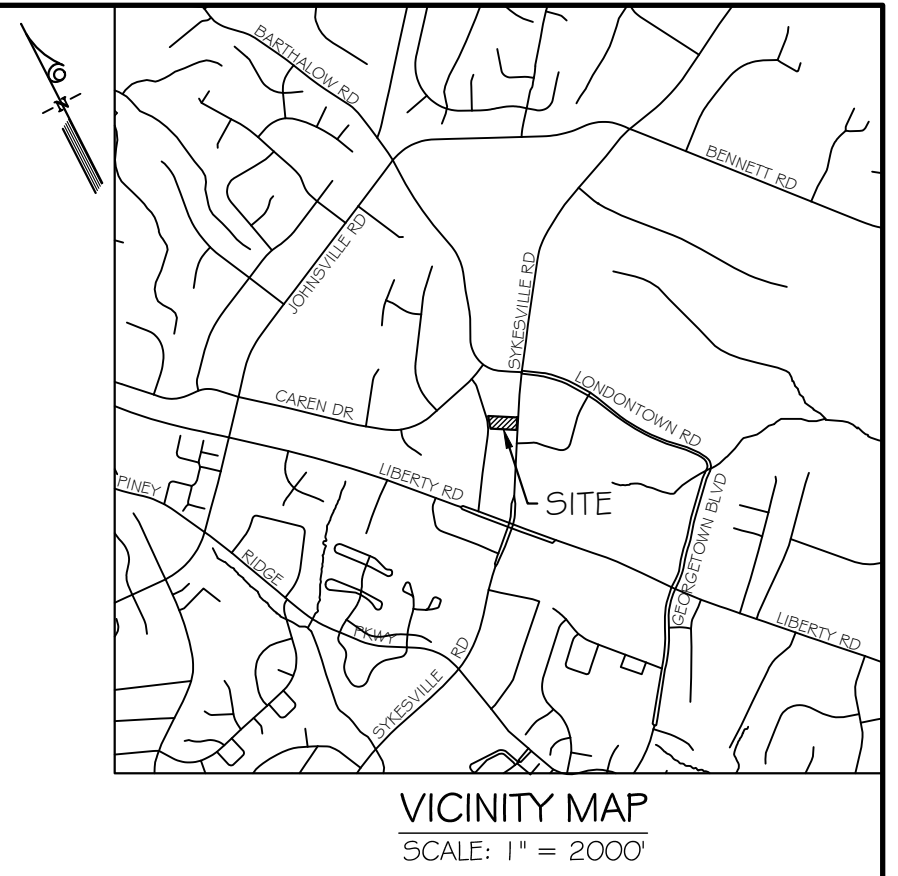 BARTHALOW RD
N
BENNETT RD
JOHNSVILLE RD
SYKESVILLE RD
CAREN DR
LONDONTOWN RD
LIBERTY RD
PINEY
SITE
GEORGETOWN BLVD
RIDGE
PKWY
LIBERTY RD
SYKESVILLE RD
VICINITY MAP
SCALE: 1" = 2000'